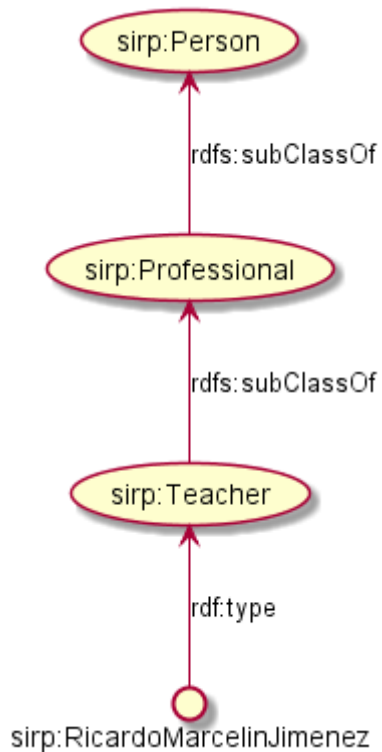 sirp:Person
rdfs:subClassOf
sirp:Professional
rdfs:subClassOf
sirp:Teacher
rdf:type
sirp:RicardoMarcelinJimenez